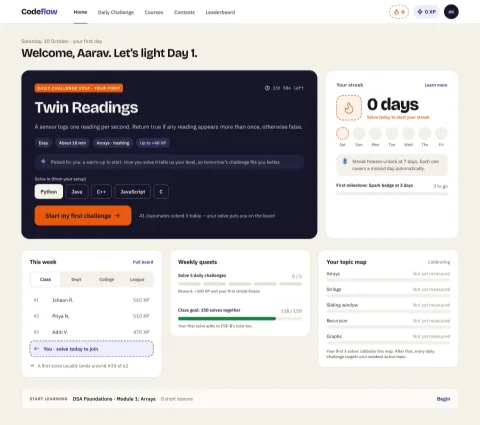 Codeflow
Home Daily Challenge Courses Contests Leaderboard
0
0 XP
AK
Saturday, 10 October · your first day
Welcome, Aarav. Let's light Day 1.
DAILY CHALLENGE #214 · YOUR FIRST
23h 58m left
Twin Readings
A sensor logs one reading per second. Return true if any reading appears more than once, otherwise false.
Easy
About 10 min
Arrays · hashing
Up to +40 XP
Picked for you: a warm-up to start. How you solve it tells us your level, so tomorrow's challenge fits you better.
Solve in (from your setup)
Python
Java
C++
JavaScript
C
Start my first challenge →
41 classmates solved it today — your solve puts you on the board!
Your streak
Learn more
0 days
Solve today to start your streak
Sat Sun Mon Tue Wed Thu Fri
Streak freezes unlock at 7 days. Each one
covers a missed day automatically.
First milestone: Spark badge at 3 days
3 to go
This week
Full board
Class Dept College League
#1 Ishaan R. 560 XP
#2 Priya N. 510 XP
#3 Aditi V. 470 XP
You · solve today to join
A first solve usually lands around #38 of 62
Weekly quests
Solve 5 daily challenges
0 / 5
Reward: +100 XP and your first streak freeze
Class goal: 150 solves together
118 / 150
Your first solve adds to CSE-B's total too.
Your topic map
Calibrating
Arrays Not yet measured
Strings Not yet measured
Sliding window Not yet measured
Recursion Not yet measured
Graphs Not yet measured
Your first 3 solves calibrate this map. After that, every daily
challenge targets your weakest active topic.
START LEARNING
DSA Foundations · Module 1: Arrays
8 short lessons
Begin